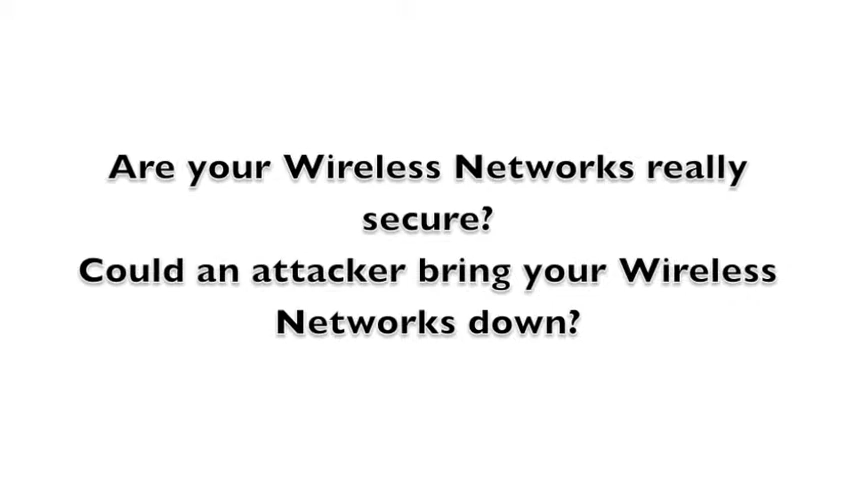 Are your Wireless Networks really
secure?
Could an attacker bring your Wireless
Networks down?